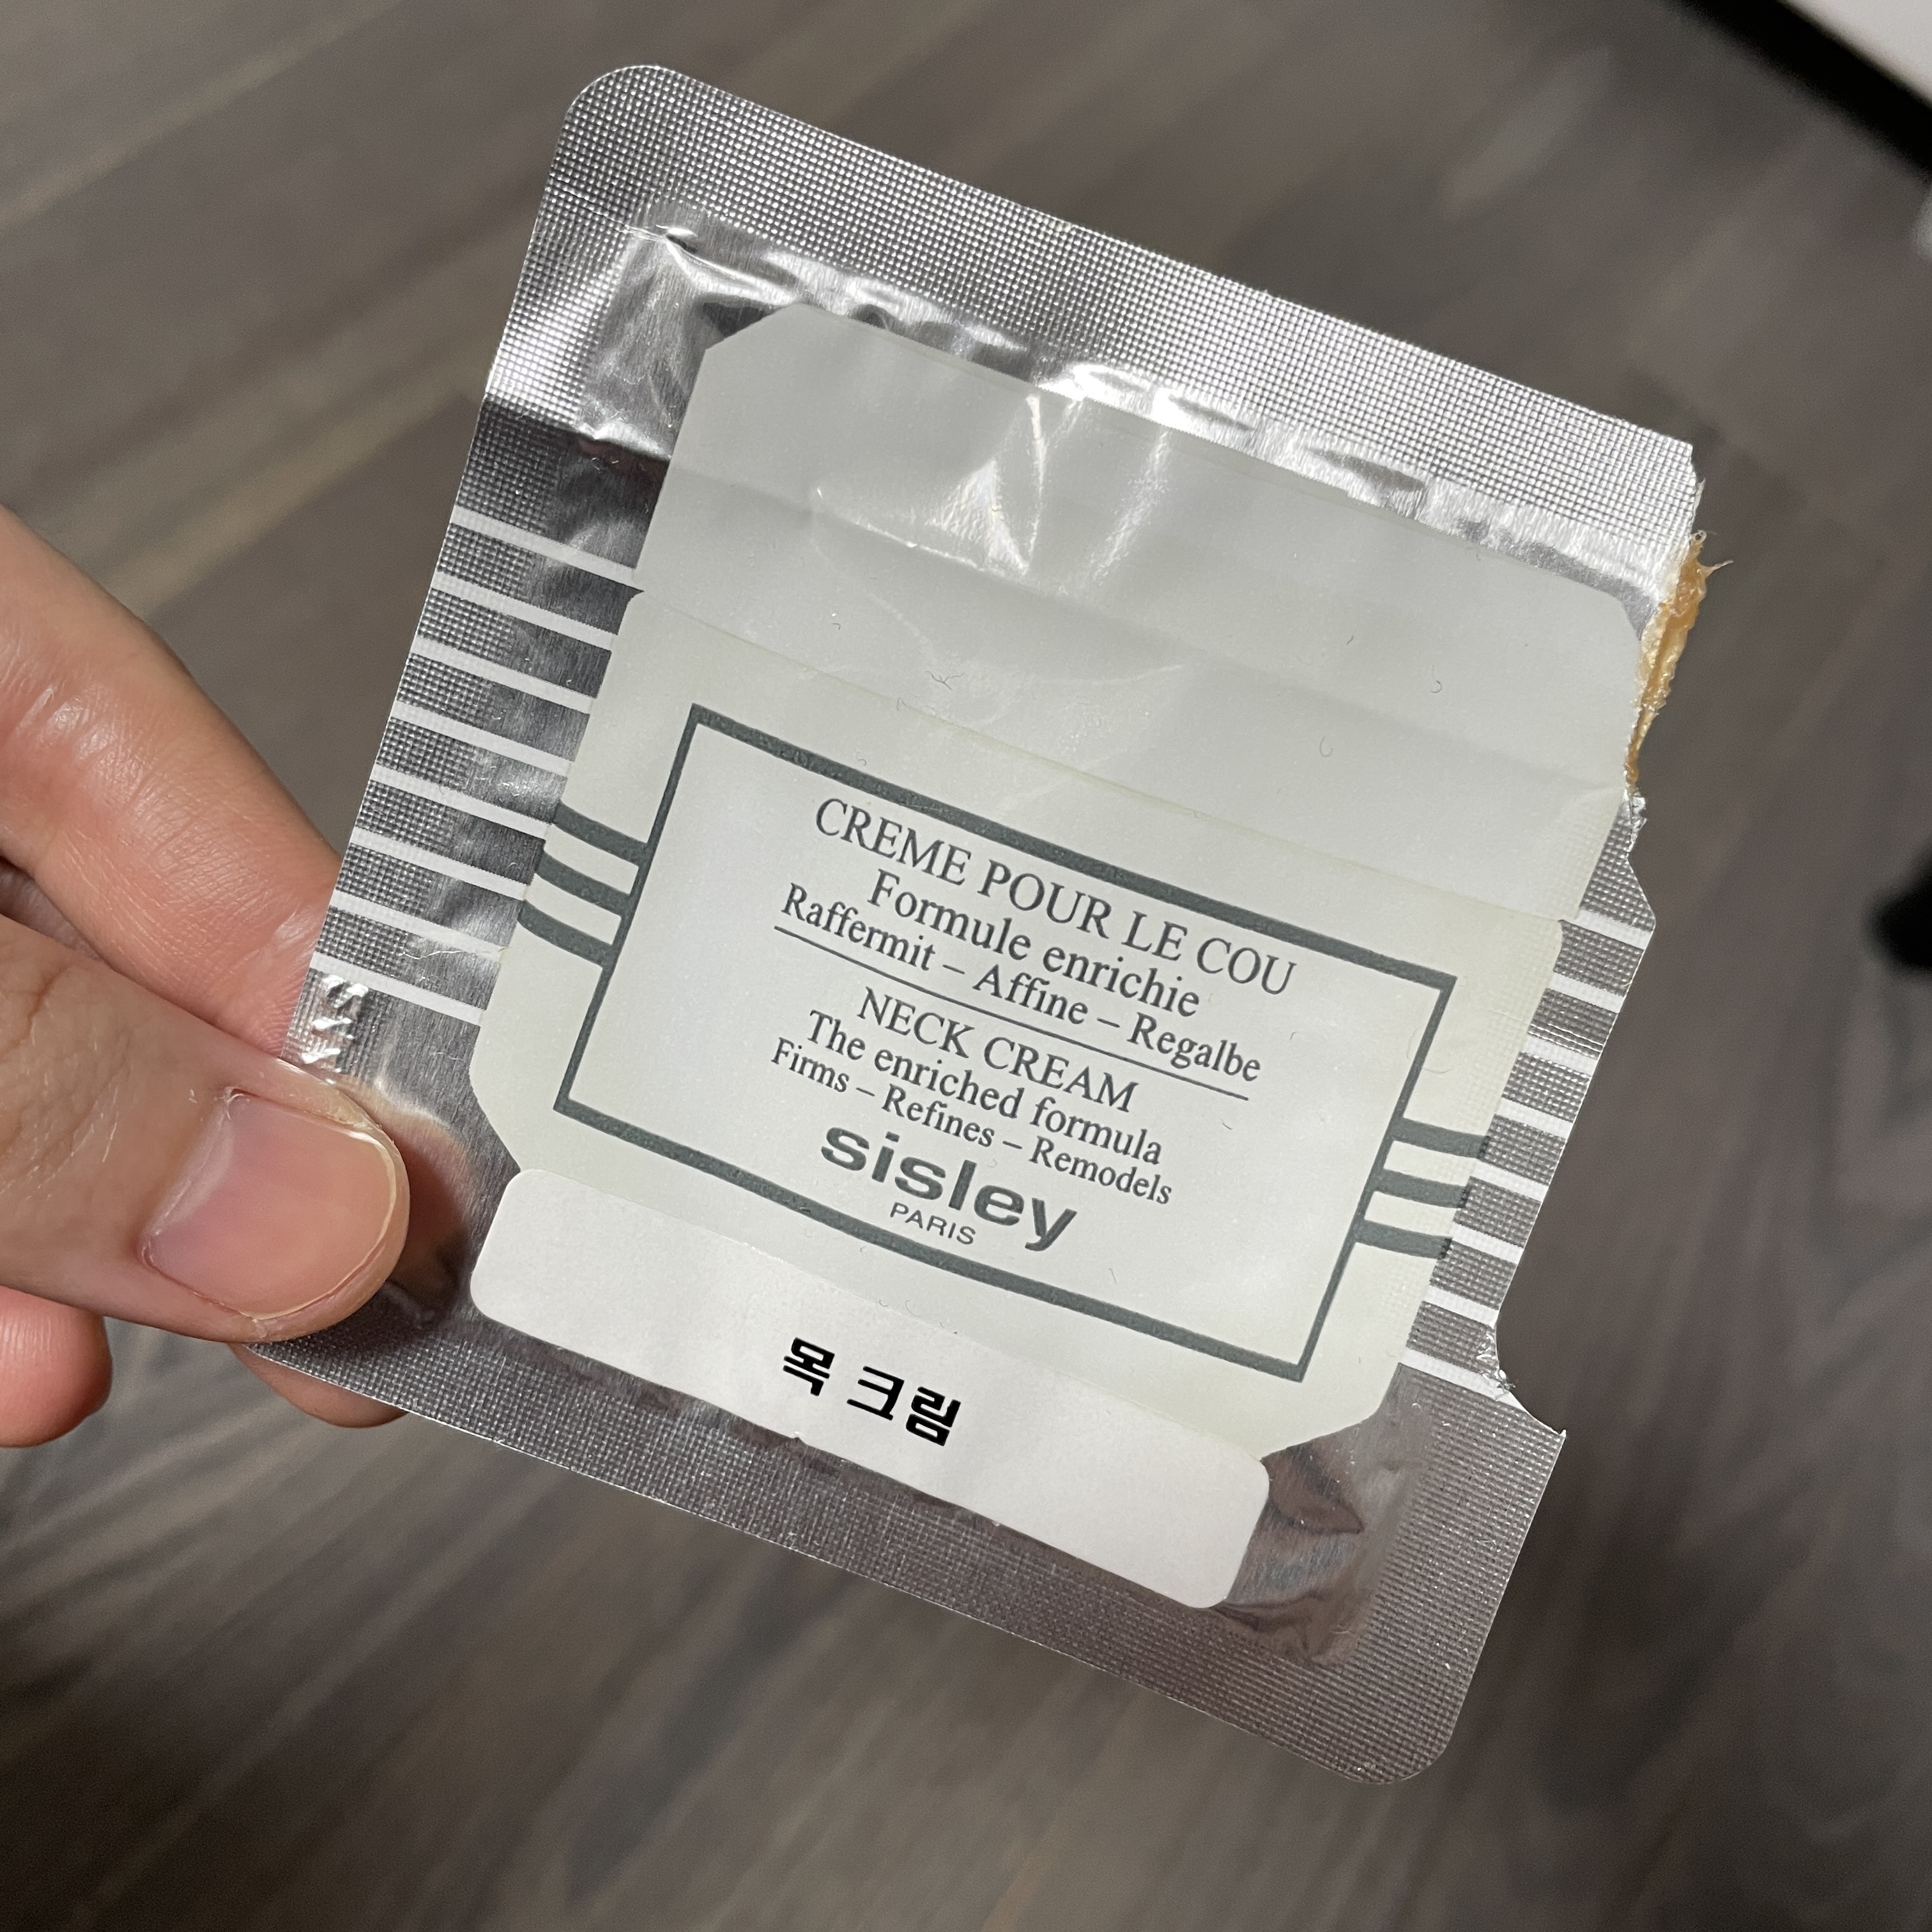 CREME POUR LE COU
Formule enrichie
Raffermit – Affine – Regalbe
NECK CREAM
The enriched formula
Firms – Refines – Remodels
sisley
PARIS
목 크림